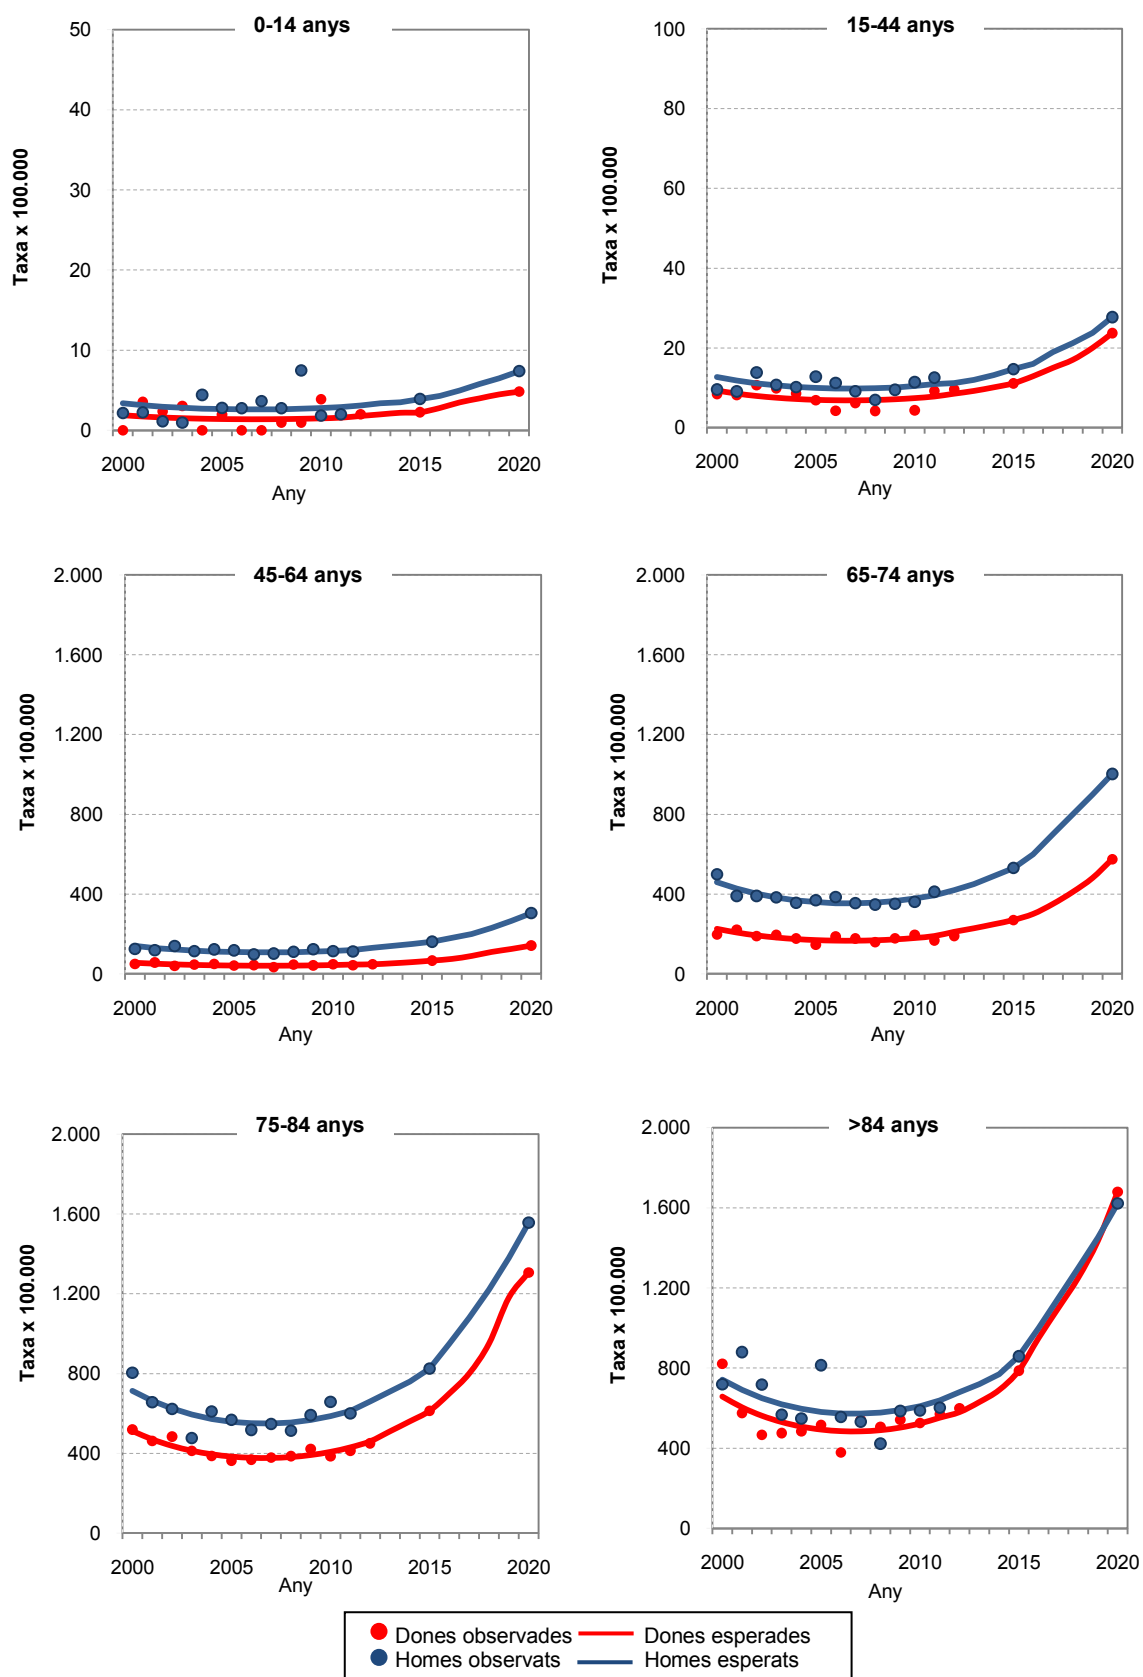 0-14 anys
50
40
30
20
10
0
Taxa x 100.000
2000 2005 2010 2015 2020
Any
15-44 anys
100
80
60
40
20
0
Taxa x 100.000
2000 2005 2010 2015 2020
Any
45-64 anys
2.000
1.600
1.200
800
400
0
Taxa x 100.000
2000 2005 2010 2015 2020
Any
65-74 anys
2.000
1.600
1.200
800
400
0
Taxa x 100.000
2000 2005 2010 2015 2020
Any
75-84 anys
2.000
1.600
1.200
800
400
0
Taxa x 100.000
2000 2005 2010 2015 2020
Any
>84 anys
2.000
1.600
1.200
800
400
0
Taxa x 100.000
2000 2005 2010 2015 2020
Any
Dones observades Dones esperades
Homes observats Homes esperats